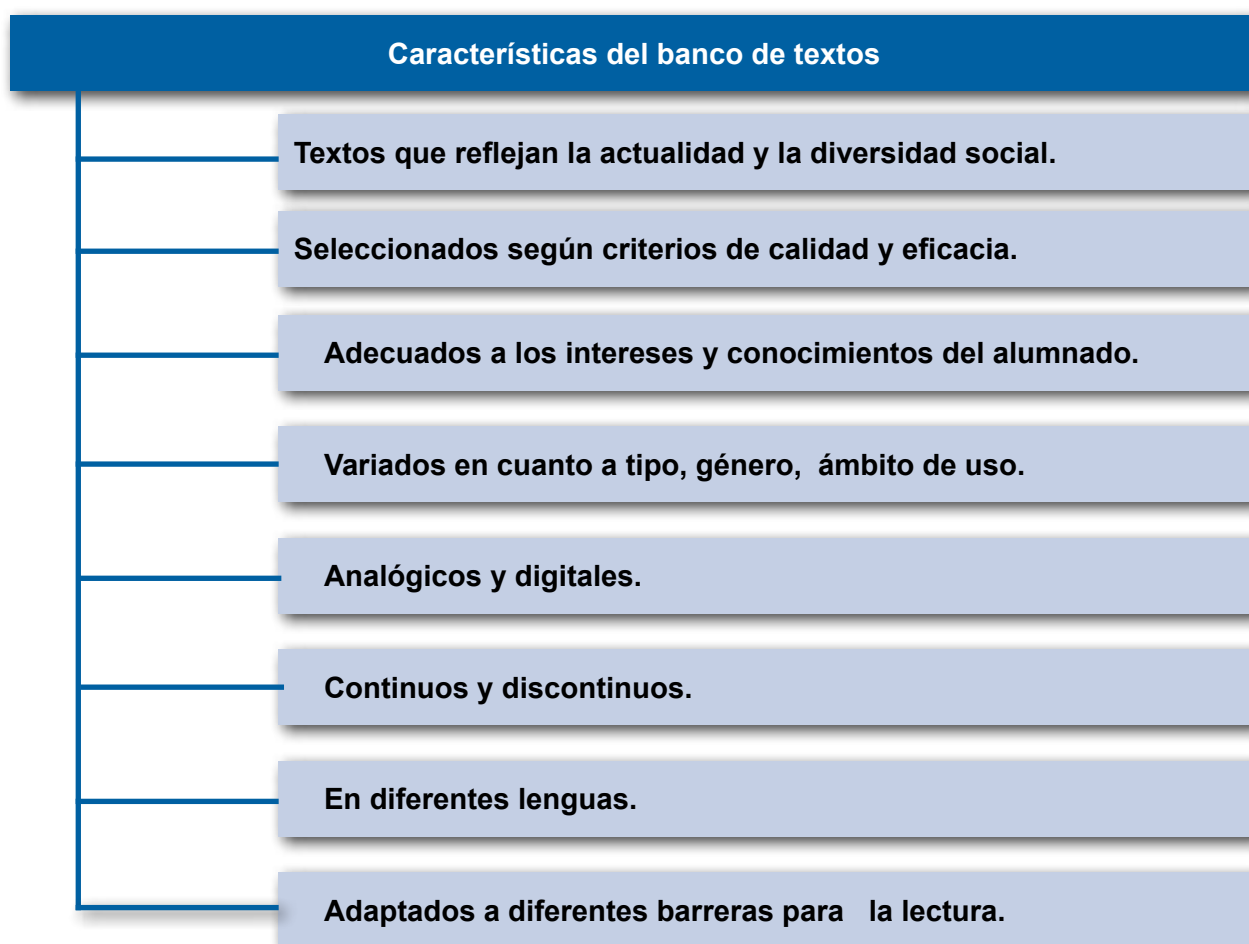 Características del banco de textos
Textos que reflejan la actualidad y la diversidad social.
Seleccionados según criterios de calidad y eficacia.
Adecuados a los intereses y conocimientos del alumnado.
Variados en cuanto a tipo, género,  ámbito de uso.
Analógicos y digitales.
Continuos y discontinuos.
En diferentes lenguas.
Adaptados a diferentes barreras para   la lectura.